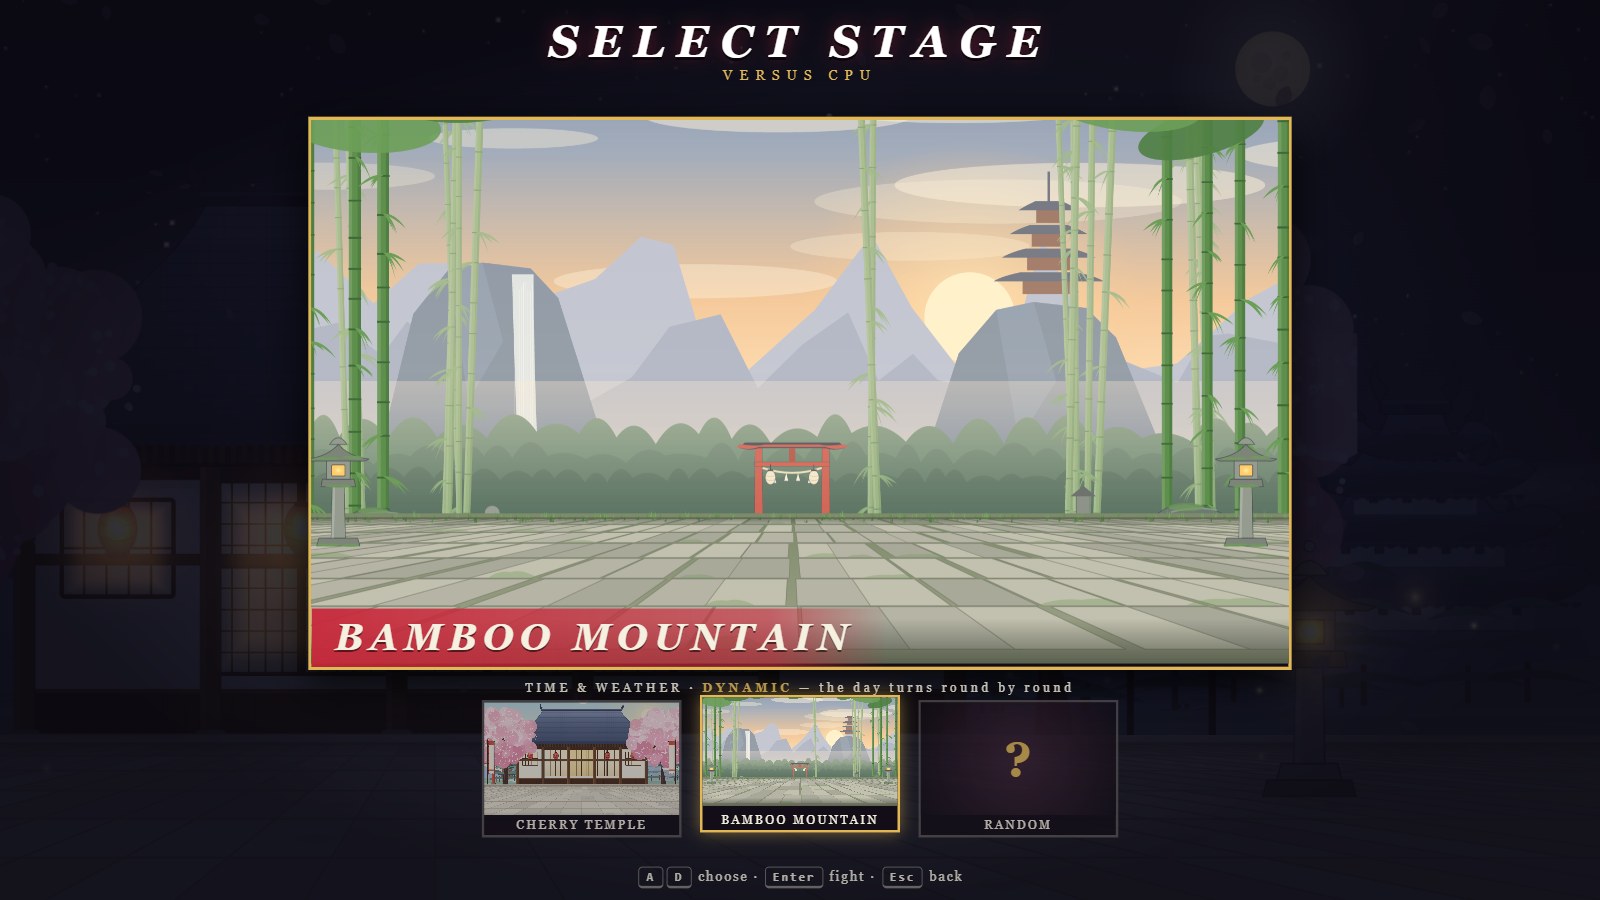 SELECT STAGE
VERSUS CPU
BAMBOO MOUNTAIN
TIME & WEATHER · DYNAMIC — the day turns round by round
?
CHERRY TEMPLE
BAMBOO MOUNTAIN
RANDOM
A D choose · Enter fight · Esc back